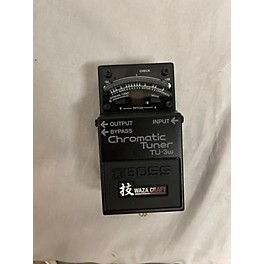 OUTPUT
INPUT
BYPASS
Chromatic
Tuner
TU-3w
BOSS
技 WAZA CRAFT